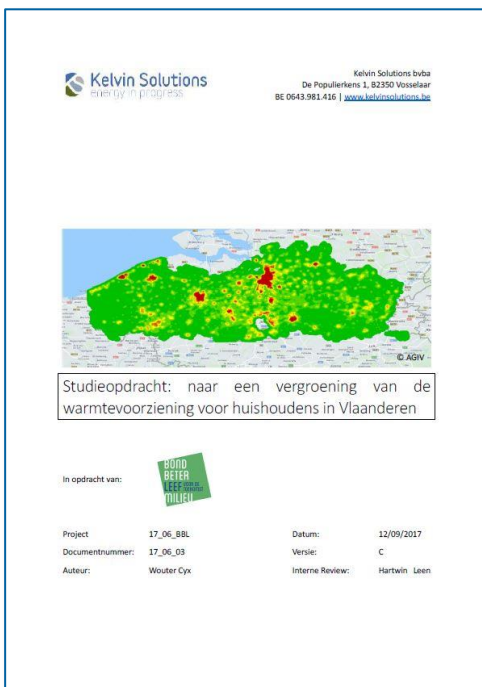 Kelvin Solutions
energy in progress
Kelvin Solutions bvba
De Populierkens 1, B2350 Vosselaar
BE 0643.981.416 | www.kelvinsolutions.be
© AGIV
Studieopdracht: naar een vergroening van de
warmtevoorziening voor huishoudens in Vlaanderen
In opdracht van:
BOND
BETER
LEEF
MILIEU
Project 17_06_BBL Datum: 12/09/2017
Documentnummer: 17_06_03 Versie: C
Auteur: Wouter Cyx Interne Review: Hartwin Leen